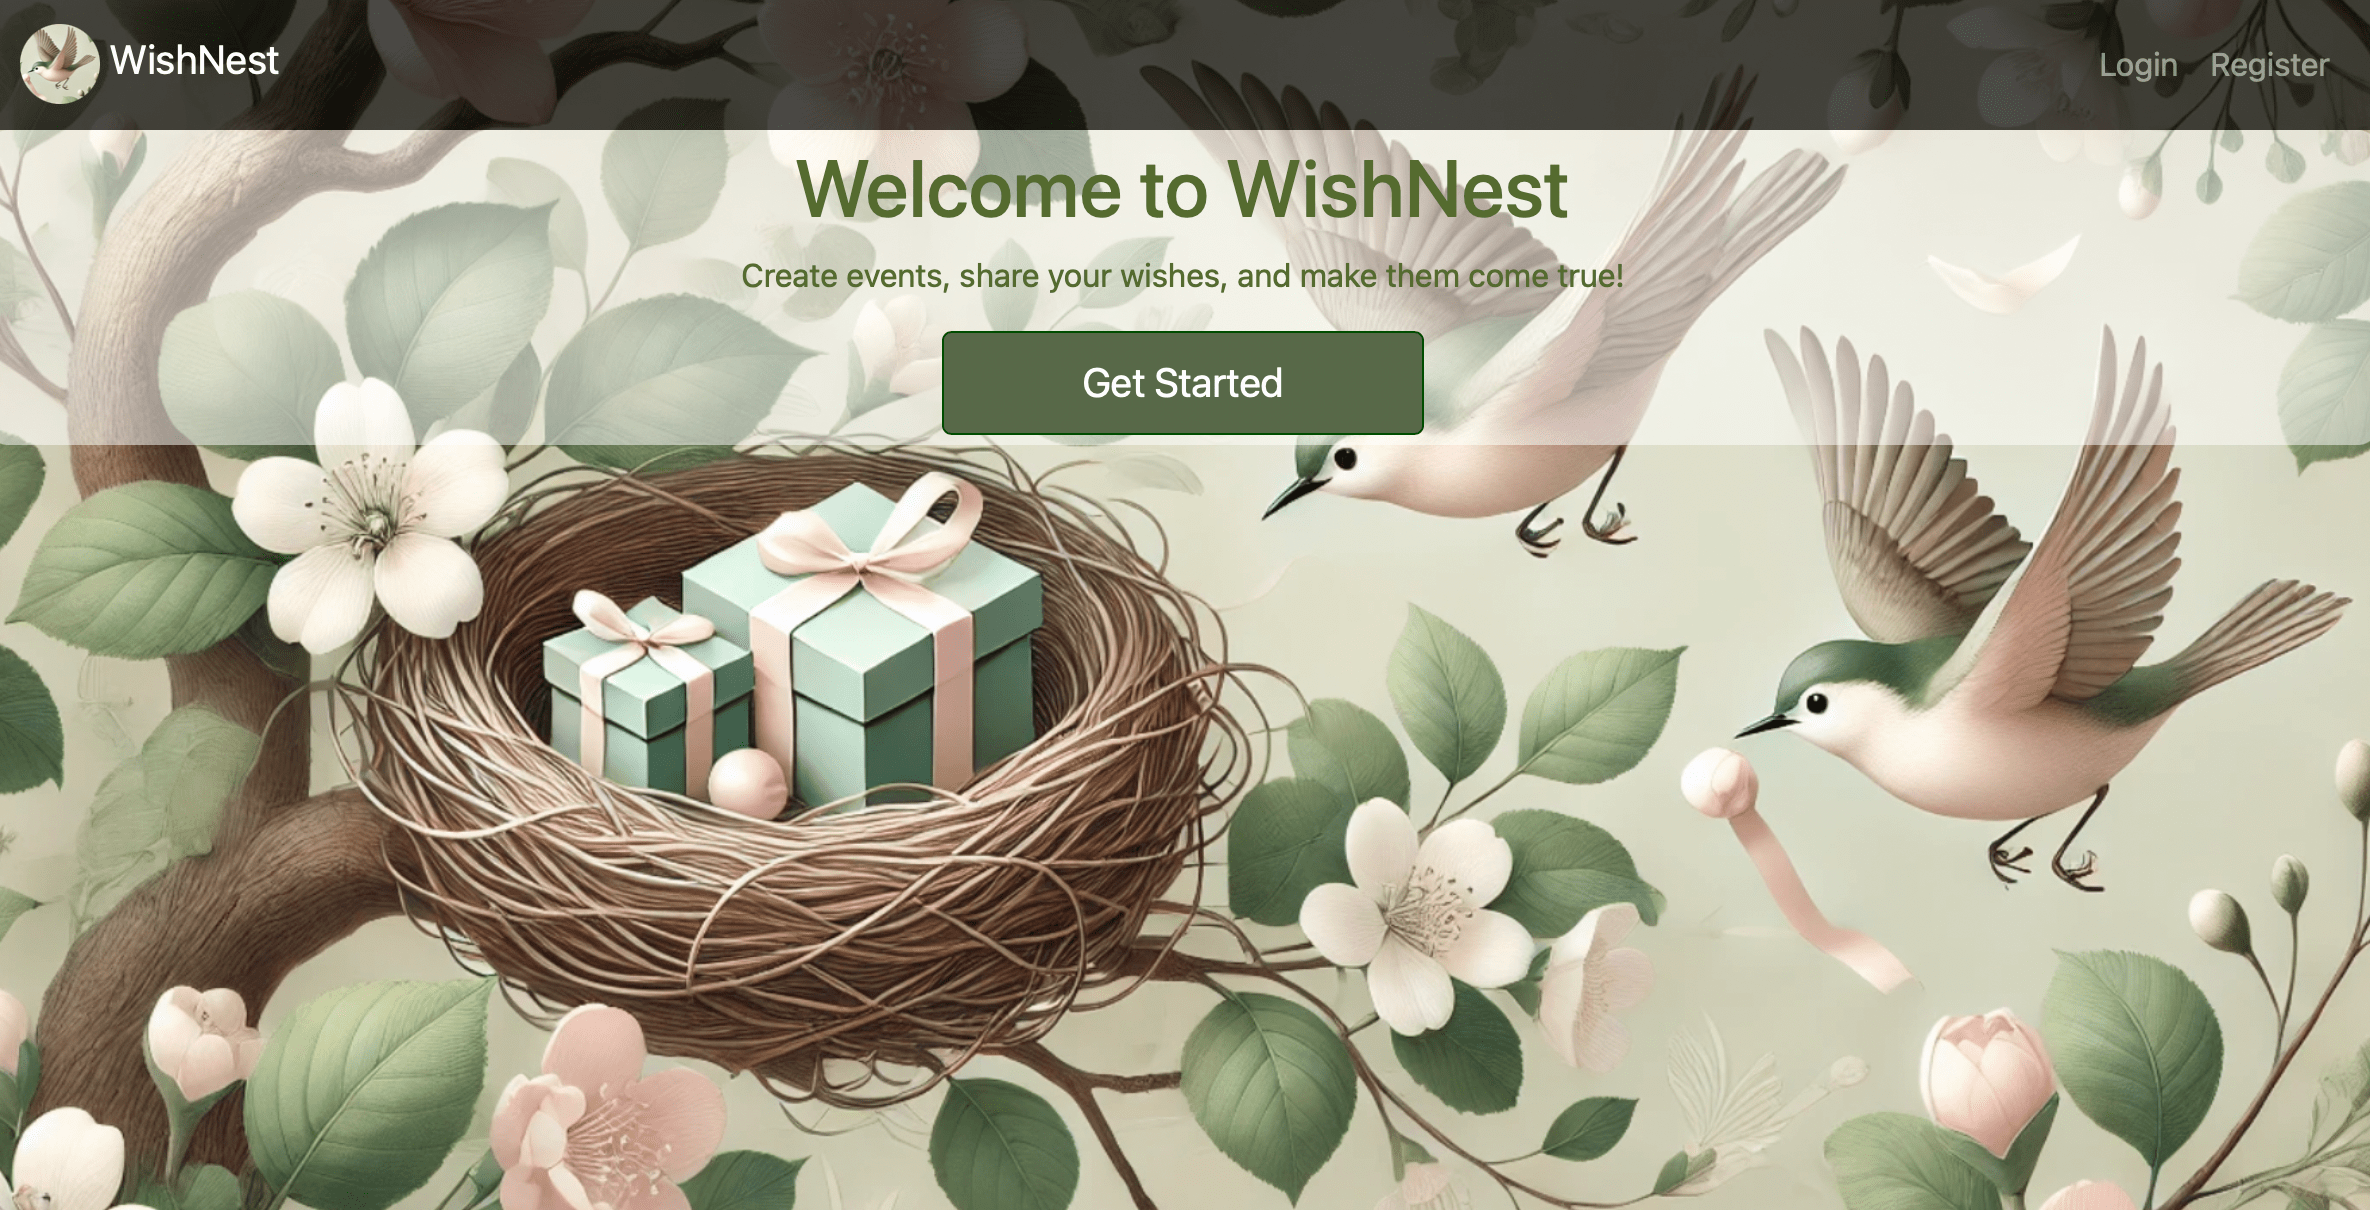 WishNest
Login Register
Welcome to WishNest
Create events, share your wishes, and make them come true!
Get Started